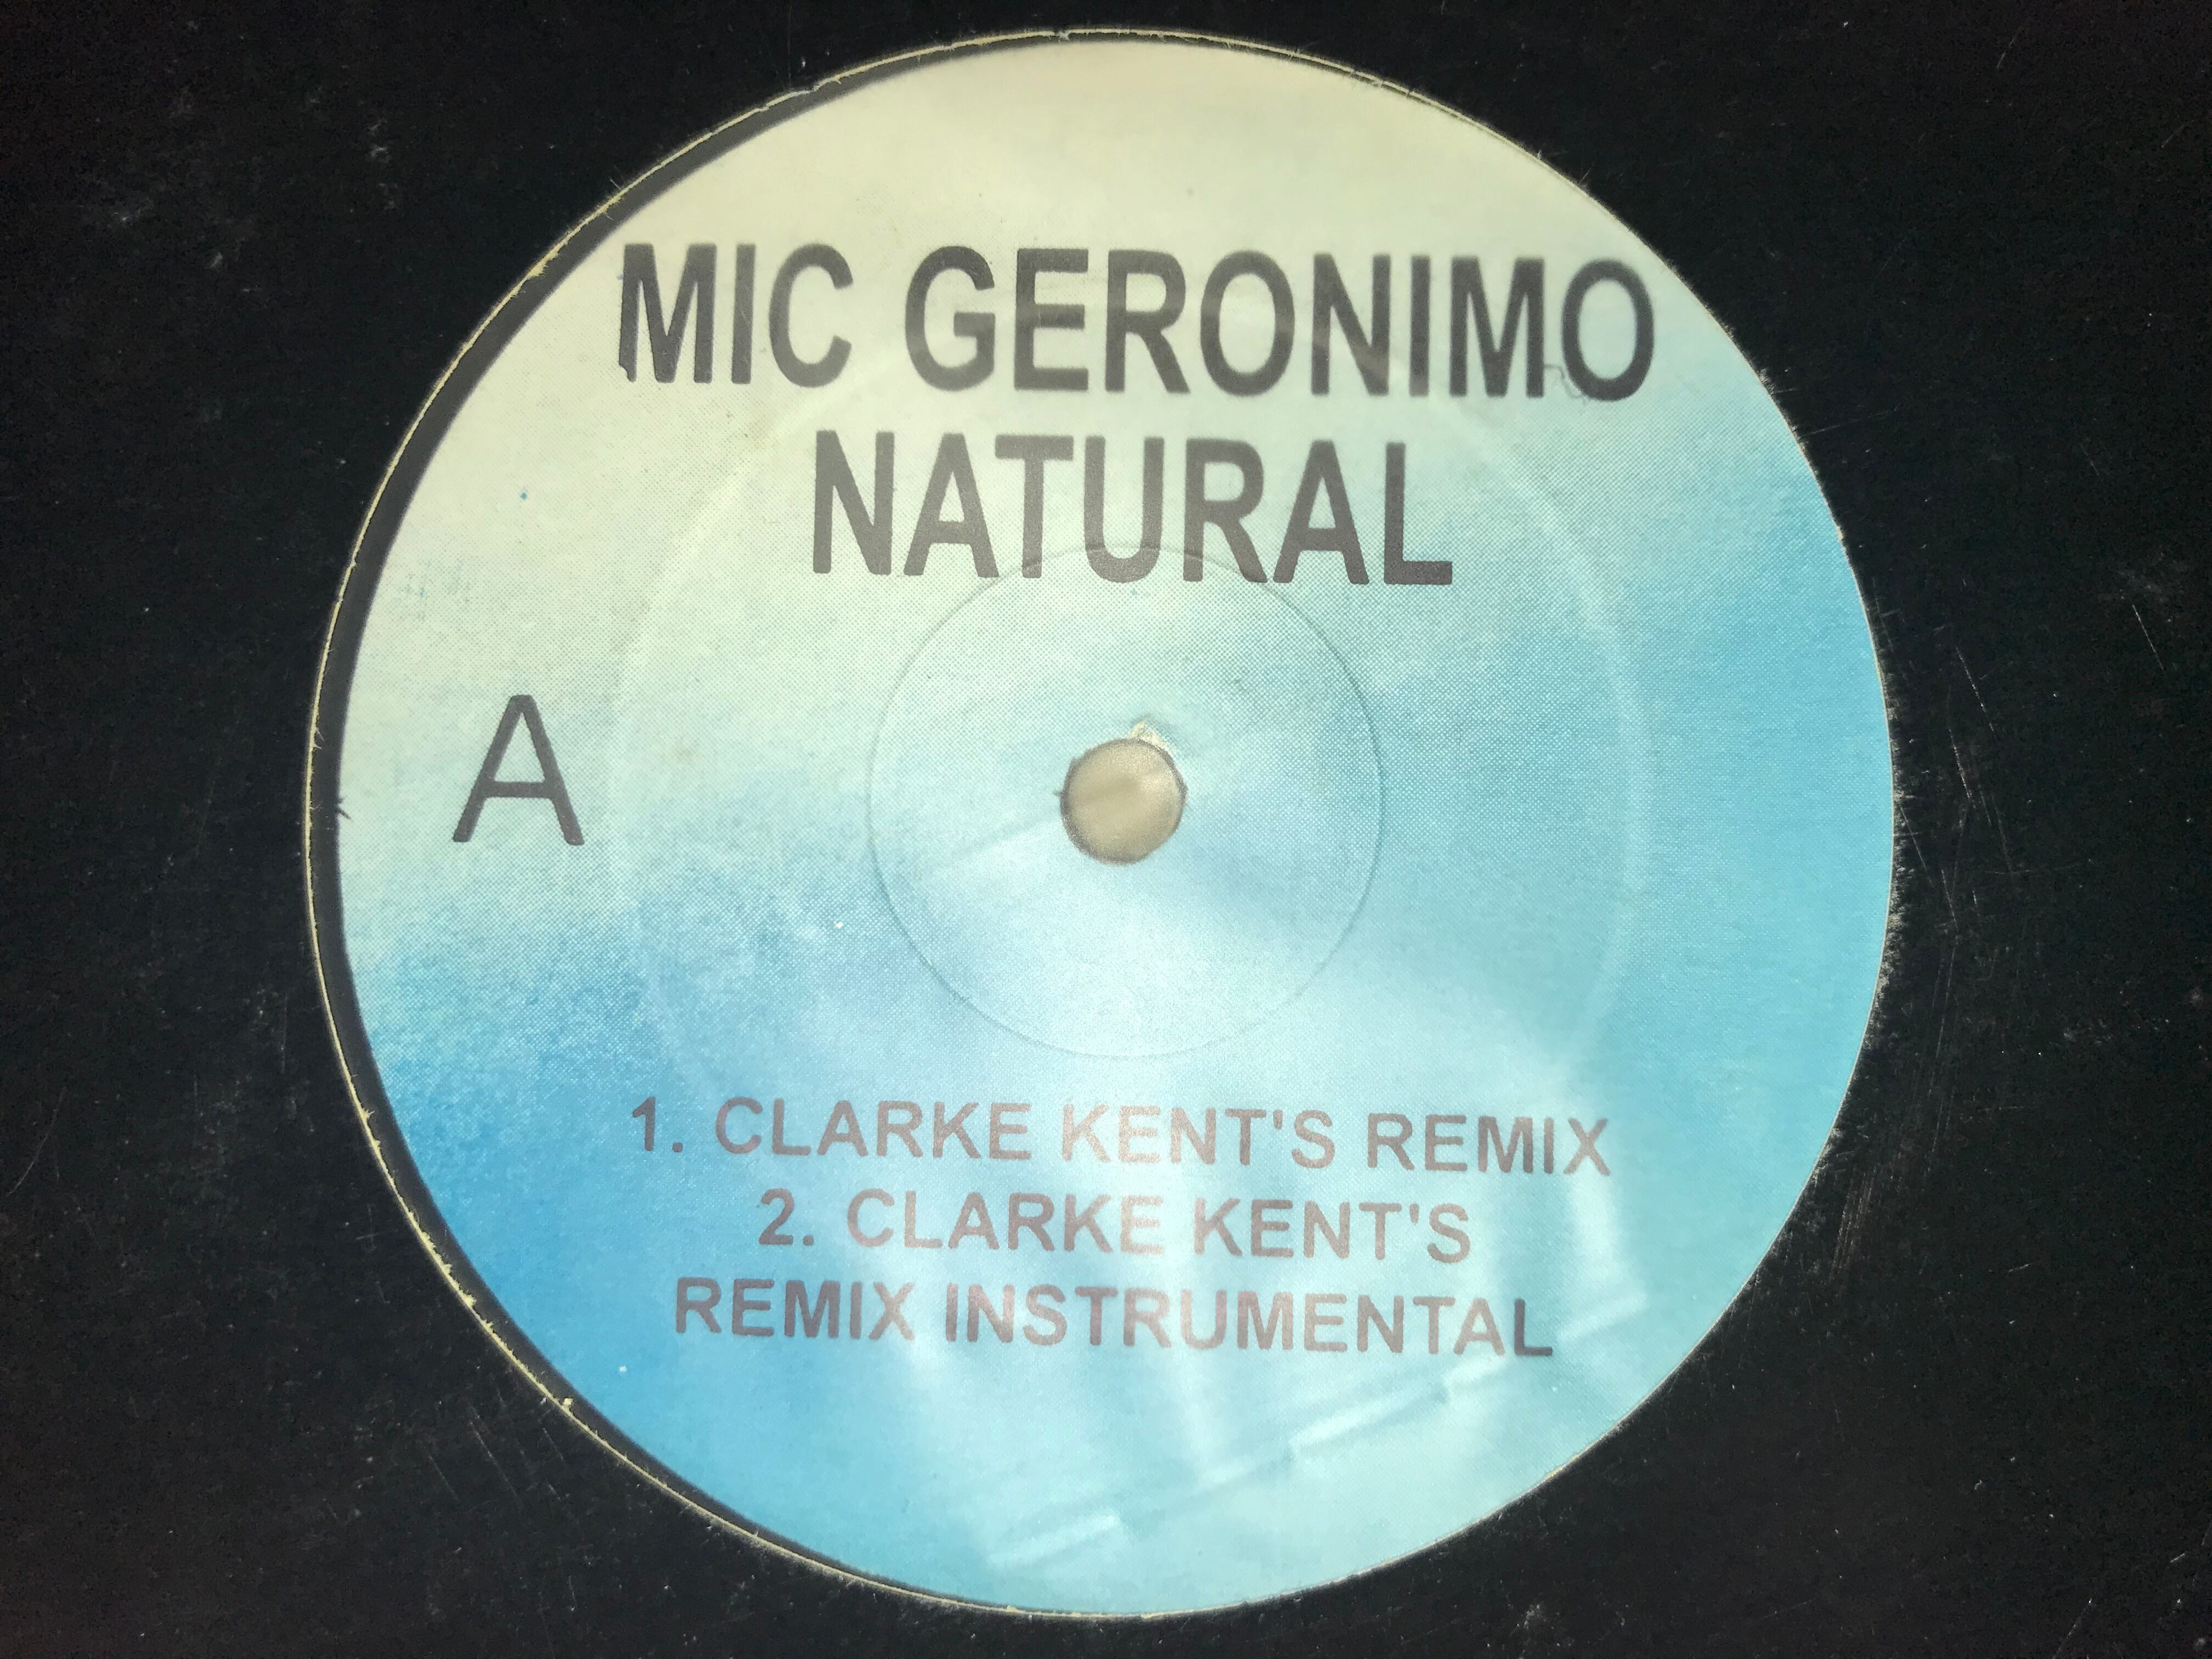 MIC GERONIMO
NATURAL
A
1. CLARKE KENT'S REMIX
2. CLARKE KENT'S
REMIX INSTRUMENTAL